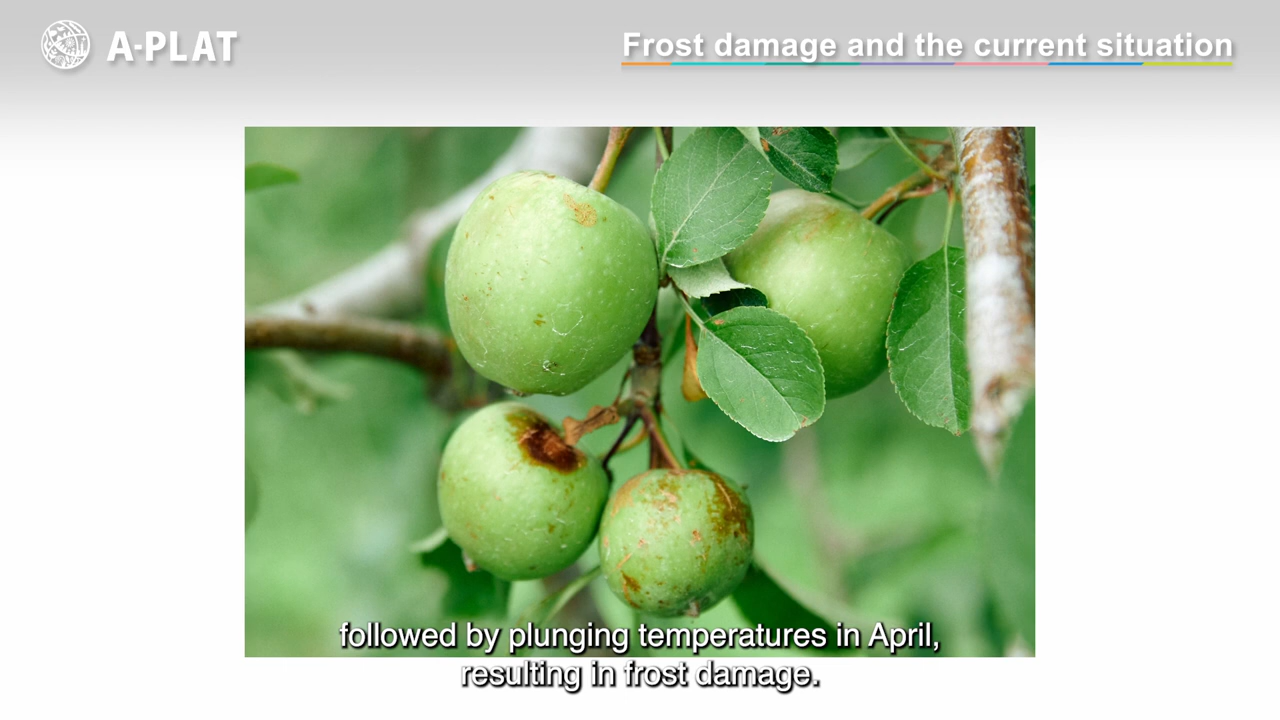 A-PLAT
Frost damage and the current situation
followed by plunging temperatures in April,
resulting in frost damage.